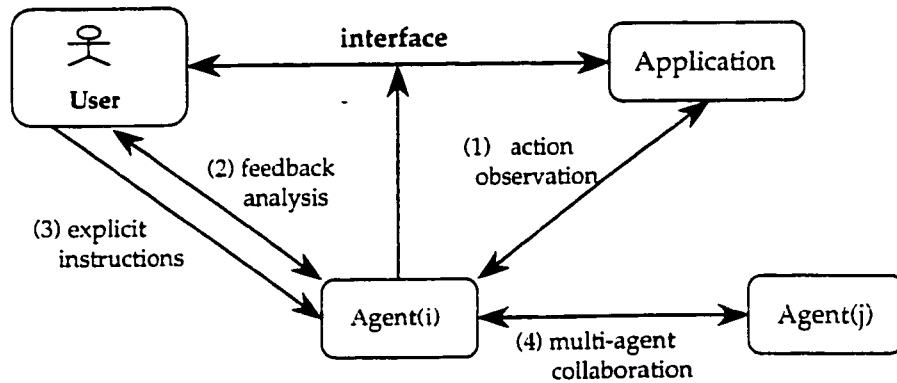 interface
User
Application
(1) action
observation
(2) feedback
analysis
(3) explicit
instructions
Agent(i)
Agent(j)
(4) multi-agent
collaboration